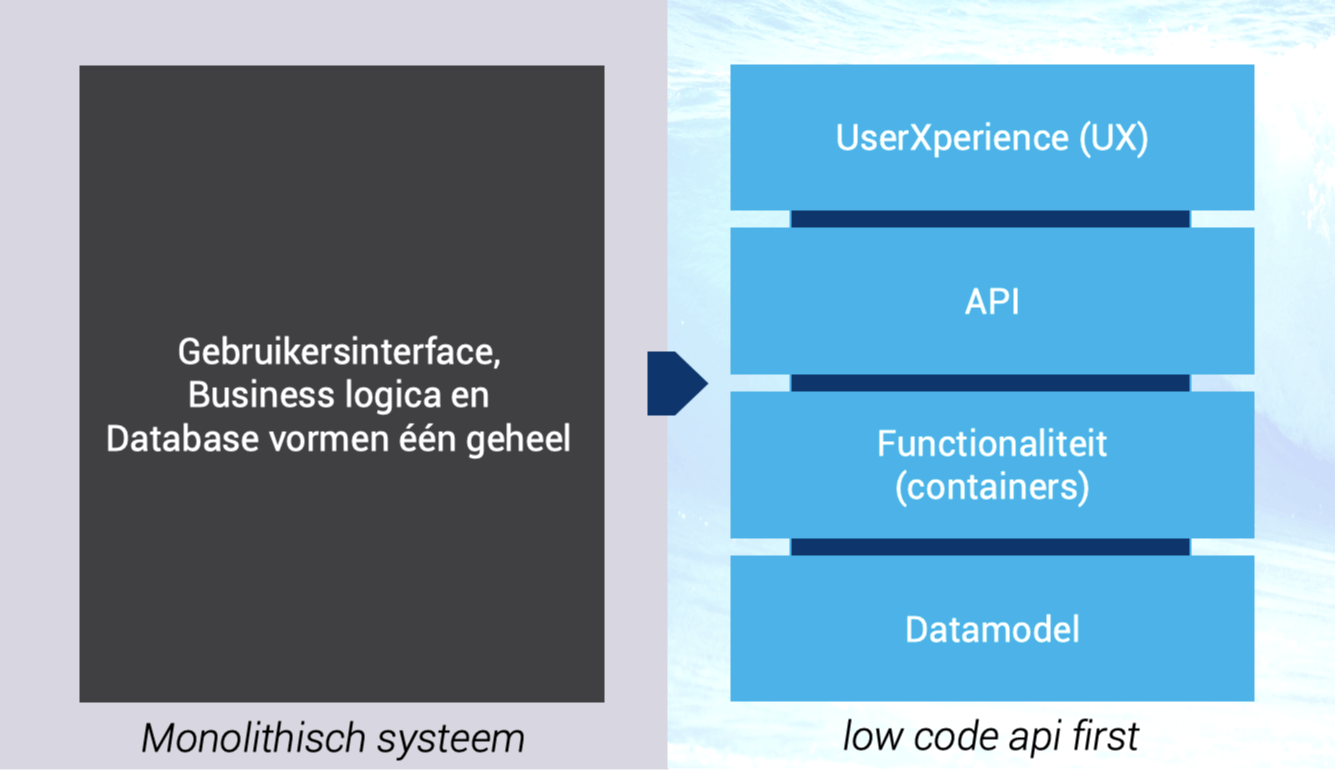 Gebruikersinterface,
Business logica en
Database vormen één geheel
Monolithisch systeem
UserXperience (UX)
API
Functionaliteit
(containers)
Datamodel
low code api first